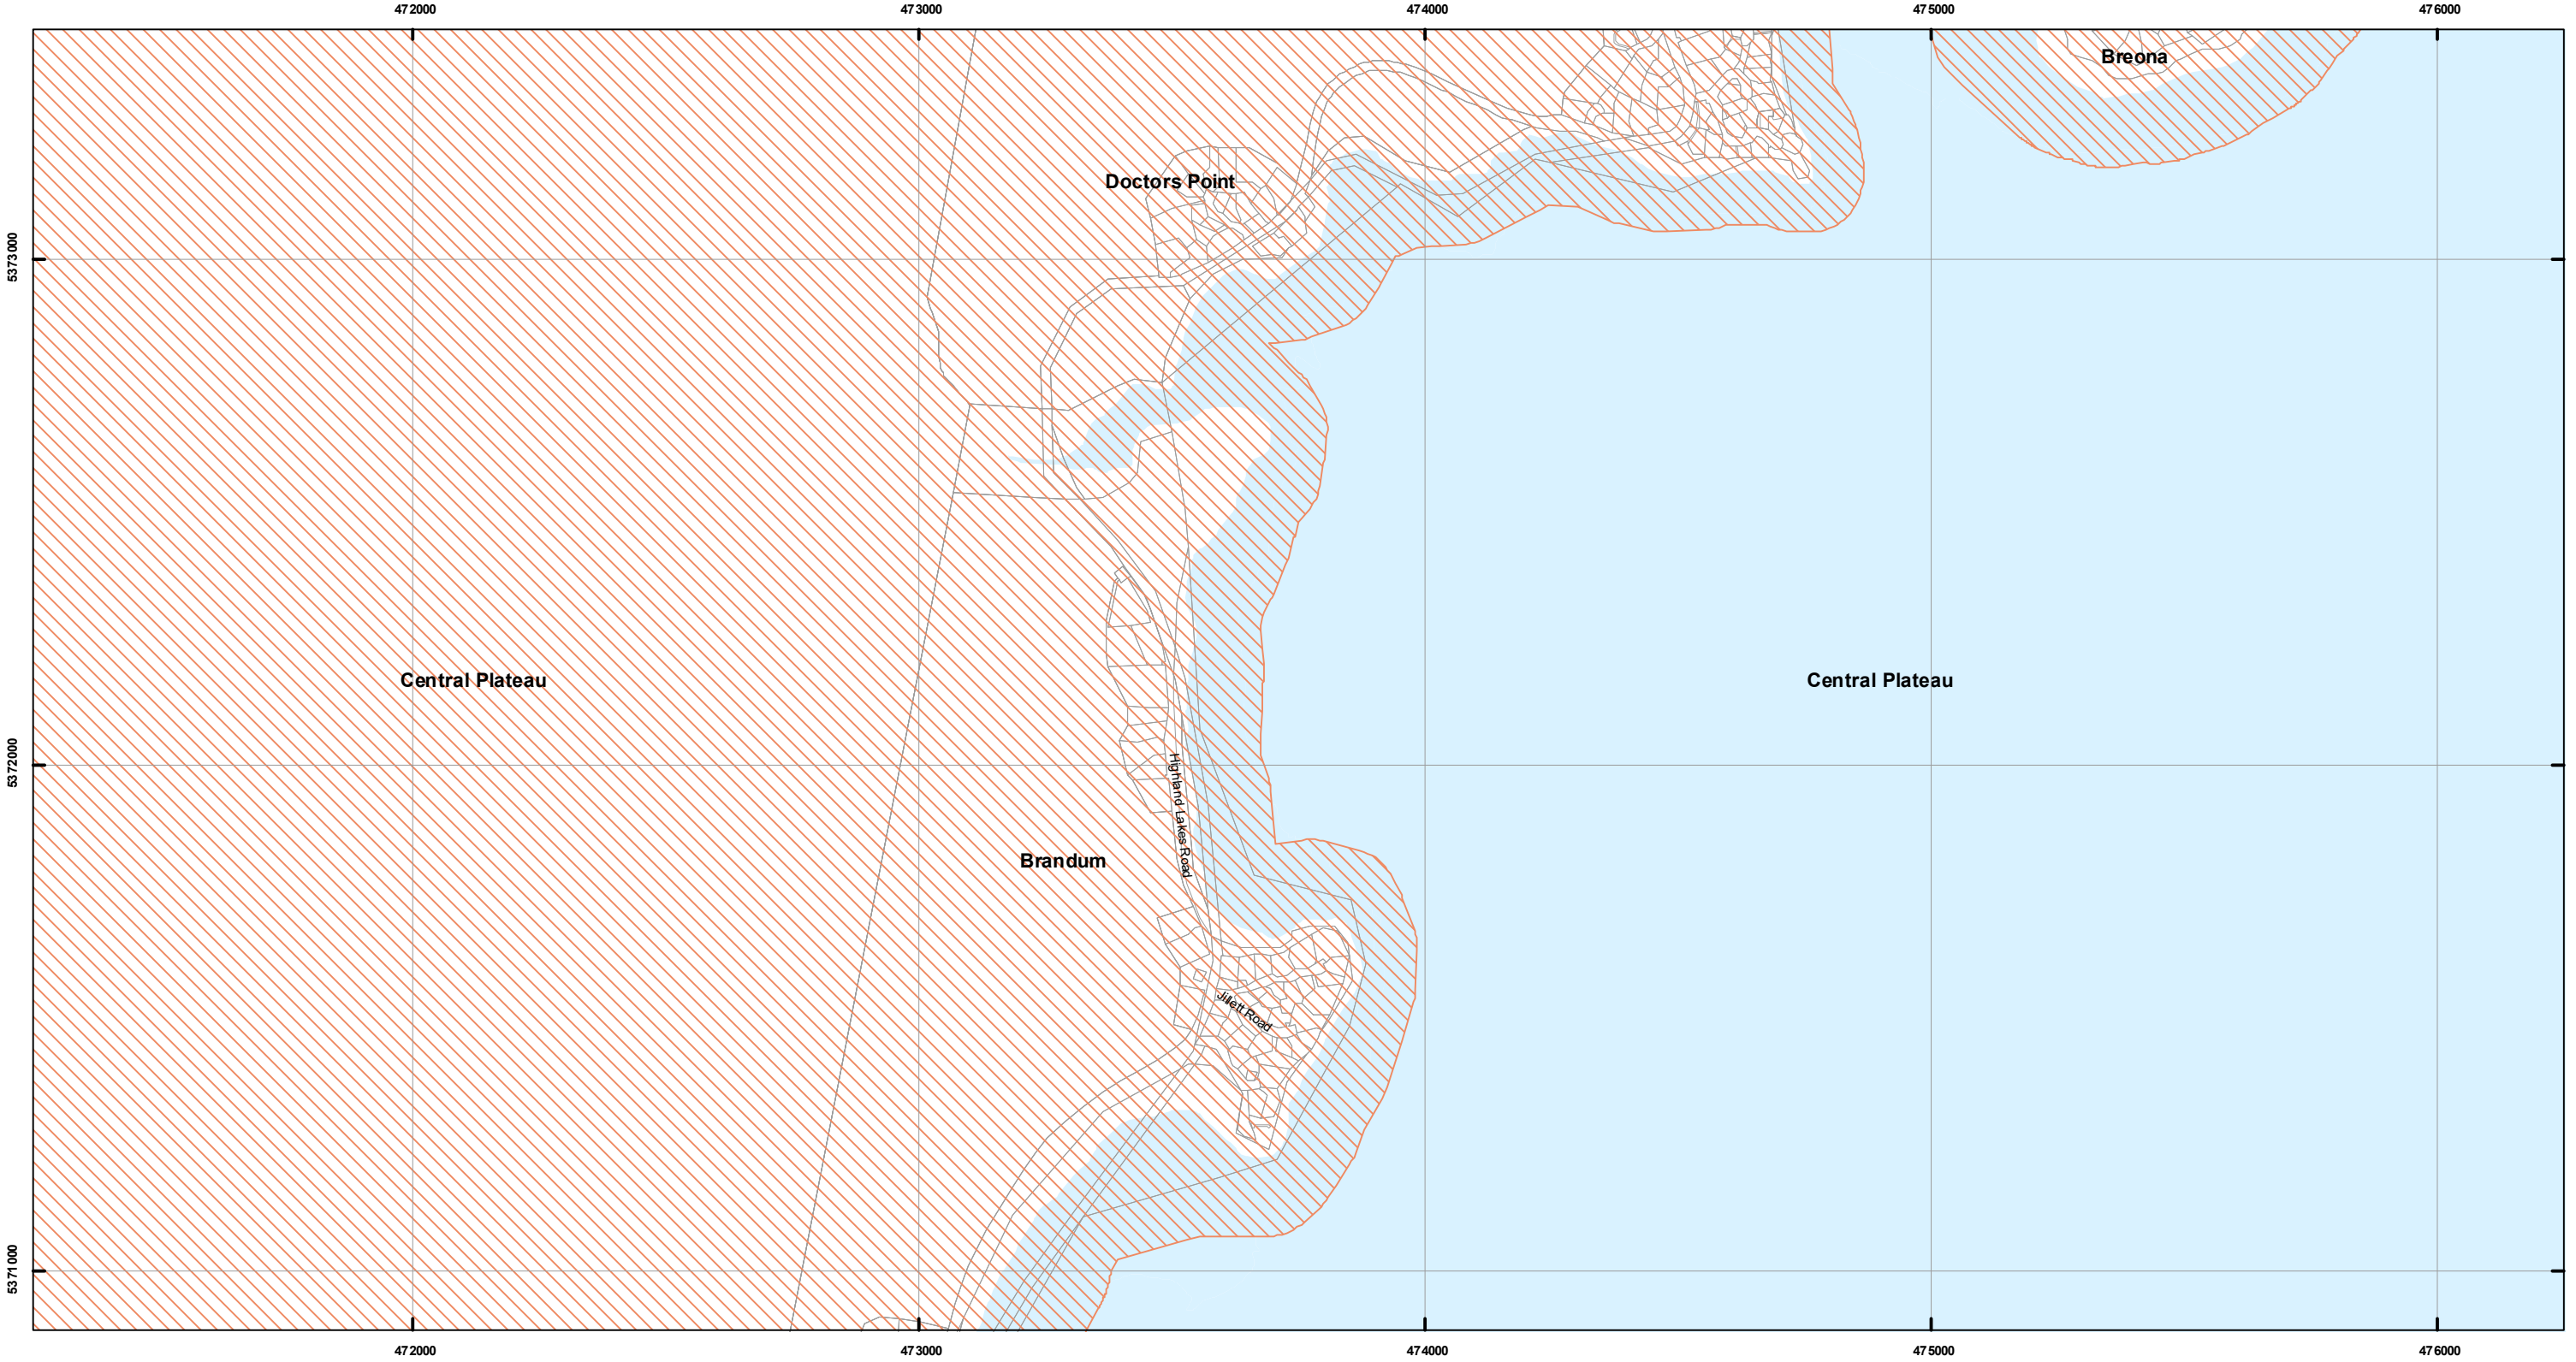 472000 473000 474000 475000 476000
Breona
Doctors Point
5373000
Central Plateau
Central Plateau
5372000
Highland Lakes Road
Brandum
Jillett Road
5371000
472000 473000 474000 475000 476000